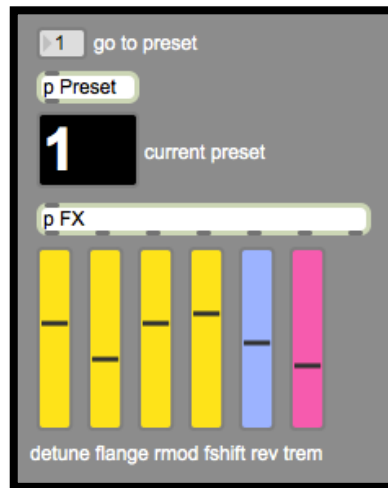 1 go to preset
p Preset
1 current preset
p FX
detune flange rmod fshift rev trem